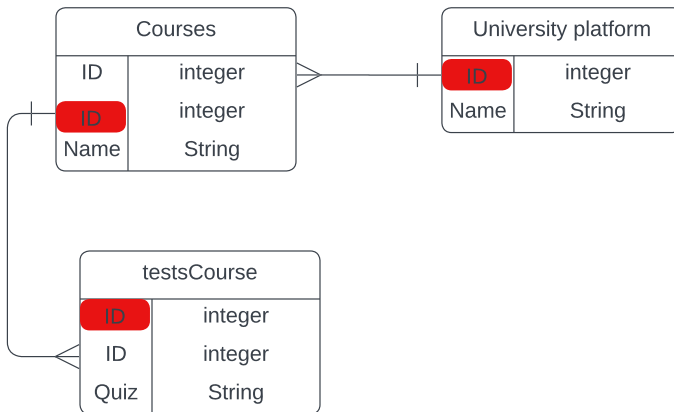 Courses
ID integer
ID integer
Name String
University platform
ID integer
Name String
testsCourse
ID integer
ID integer
Quiz String